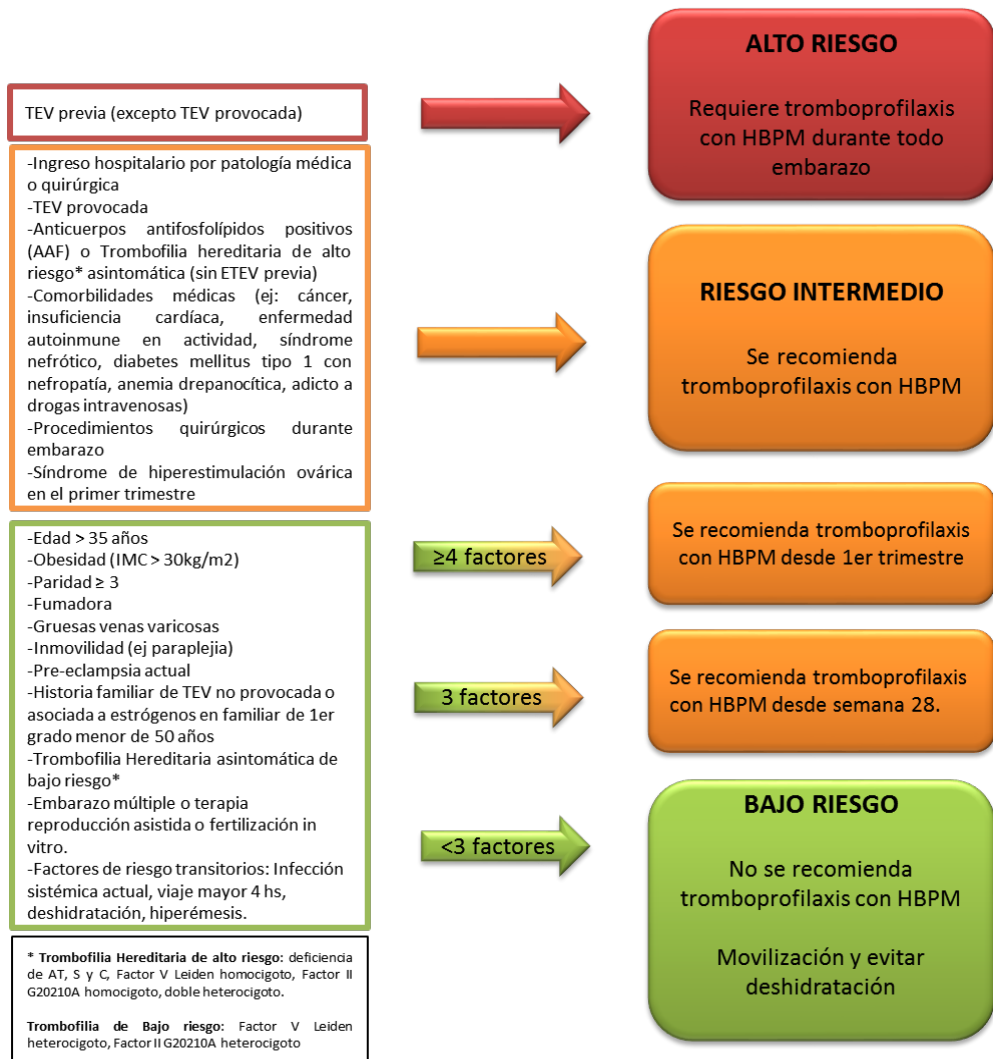 TEV previa (excepto TEV provocada)
ALTO RIESGO
Requiere tromboprofilaxis
con HBPM durante todo
embarazo
-Ingreso hospitalario por patología médica
o quirúrgica
-TEV provocada
-Anticuerpos antifosfolípidos positivos
(AAF) o Trombofilia hereditaria de alto
riesgo* asintomática (sin ETEV previa)
-Comorbilidades médicas (ej: cáncer,
insuficiencia cardíaca, enfermedad
autoinmune en actividad, síndrome
nefrótico, diabetes mellitus tipo 1 con
nefropatía, anemia drepanocítica, adicto a
drogas intravenosas)
-Procedimientos quirúrgicos durante
embarazo
-Síndrome de hiperestimulación ovárica
en el primer trimestre
RIESGO INTERMEDIO
Se recomienda
tromboprofilaxis con HBPM
-Edad > 35 años
-Obesidad (IMC > 30kg/m2)
-Paridad ≥ 3
-Fumadora
-Gruesas venas varicosas
-Inmovilidad (ej paraplejia)
-Pre-eclampsia actual
-Historia familiar de TEV no provocada o
asociada a estrógenos en familiar de 1er
grado menor de 50 años
-Trombofilia Hereditaria asintomática de
bajo riesgo*
-Embarazo múltiple o terapia
reproducción asistida o fertilización in
vitro.
-Factores de riesgo transitorios: Infección
sistémica actual, viaje mayor 4 hs,
deshidratación, hiperémesis.
≥4 factores
Se recomienda tromboprofilaxis
con HBPM desde 1er trimestre
3 factores
Se recomienda tromboprofilaxis
con HBPM desde semana 28.
<3 factores
BAJO RIESGO
No se recomienda
tromboprofilaxis con HBPM
Movilización y evitar
deshidratación
* Trombofilia Hereditaria de alto riesgo: deficiencia
de AT, S y C, Factor V Leiden homocigoto, Factor II
G20210A homocigoto, doble heterocigoto.
Trombofilia de Bajo riesgo: Factor V Leiden
heterocigoto, Factor II G20210A heterocigoto